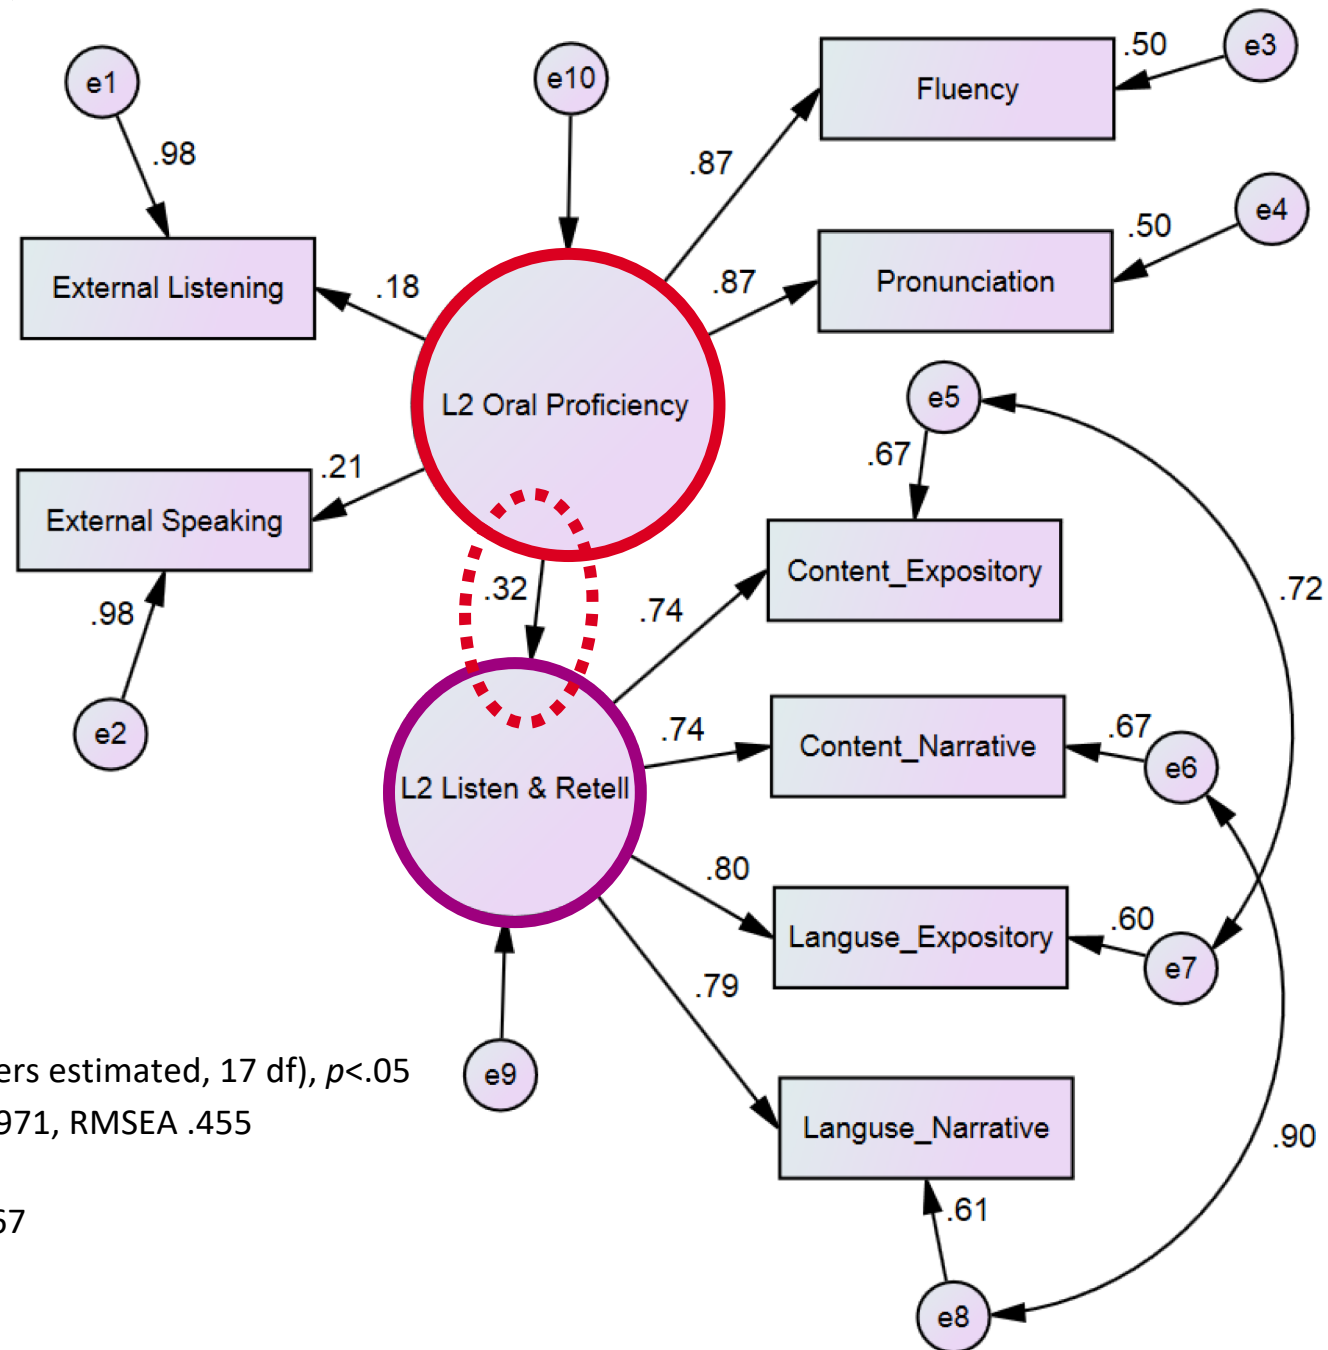 e1
.98
External Listening
.18
e10
.87
Fluency
.50
e3
.87
Pronunciation
.50
e4
L2 Oral Proficiency
.21
External Speaking
.98
e2
.32
e5
.67
.74
Content_Expository
.72
.74
Content_Narrative
.67
e6
L2 Listen & Retell
.80
Languse_Expository
.60
e7
.79
Languse_Narrative
.90
.61
e8
e9
ers estimated, 17 df), p<.05
971, RMSEA .455
67